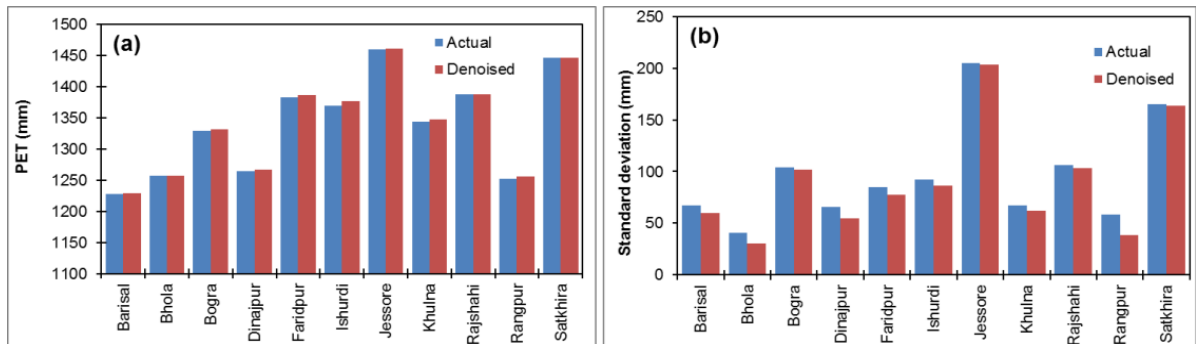 (a)
Actual
Denoised
PET (mm)
1500
1450
1400
1350
1300
1250
1200
1150
1100
Barisal
Bhola
Bogra
Dinajpur
Faridpur
Ishurdi
Jessore
Khulna
Rajshahi
Rangpur
Satkhira
(b)
Actual
Denoised
Standard deviation (mm)
250
200
150
100
50
0
Barisal
Bhola
Bogra
Dinajpur
Faridpur
Ishurdi
Jessore
Khulna
Rajshahi
Rangpur
Satkhira